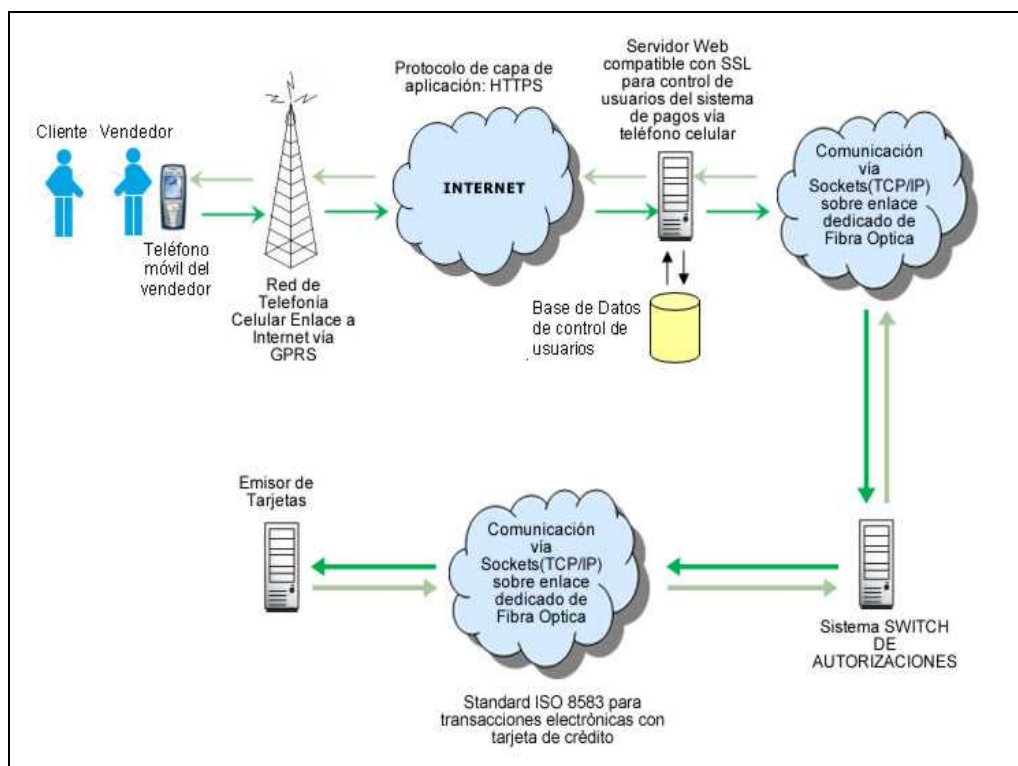 Cliente Vendedor
Teléfono
móvil del
vendedor
Red de
Telefonía
Celular Enlace a
Internet vía
GPRS
Protocolo de capa de
aplicación: HTTPS
INTERNET
Servidor Web
compatible con SSL
para control de
usuarios del sistema
de pagos vía
teléfono celular
Base de Datos
de control de
usuarios
Comunicación
vía
Sockets(TCP/IP)
sobre enlace
dedicado de
Fibra Optica
Emisor de
Tarjetas
Comunicación
vía
Sockets(TCP/IP)
sobre enlace
dedicado de
Fibra Optica
Standard ISO 8583 para
transacciones electrónicas con
tarjeta de crédito
Sistema SWITCH
DE
AUTORIZACIONES